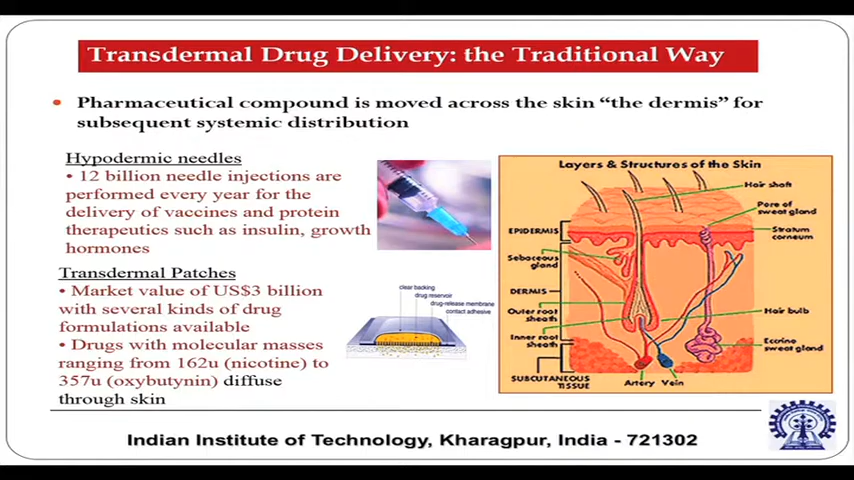 Transdermal Drug Delivery: the Traditional Way
• Pharmaceutical compound is moved across the skin “the dermis” for
subsequent systemic distribution
Hypodermic needles
• 12 billion needle injections are
performed every year for the
delivery of vaccines and protein
therapeutics such as insulin, growth
hormones
Transdermal Patches
• Market value of US$3 billion
with several kinds of drug
formulations available
• Drugs with molecular masses
ranging from 162u (nicotine) to
357u (oxybutynin) diffuse
through skin
clear backing
drug reservoir
drug-release membrane
contact adhesive
Layers & Structures of the Skin
Hair shaft
Pore of
sweat gland
Stratum
corneum
EPIDERMIS
Sebaceous
gland
DERMIS
Outer root
sheath
Inner root
sheath
Hair bulb
Eccrine
sweat gland
SUBCUTANEOUS
TISSUE
Artery Vein
Indian Institute of Technology, Kharagpur, India - 721302